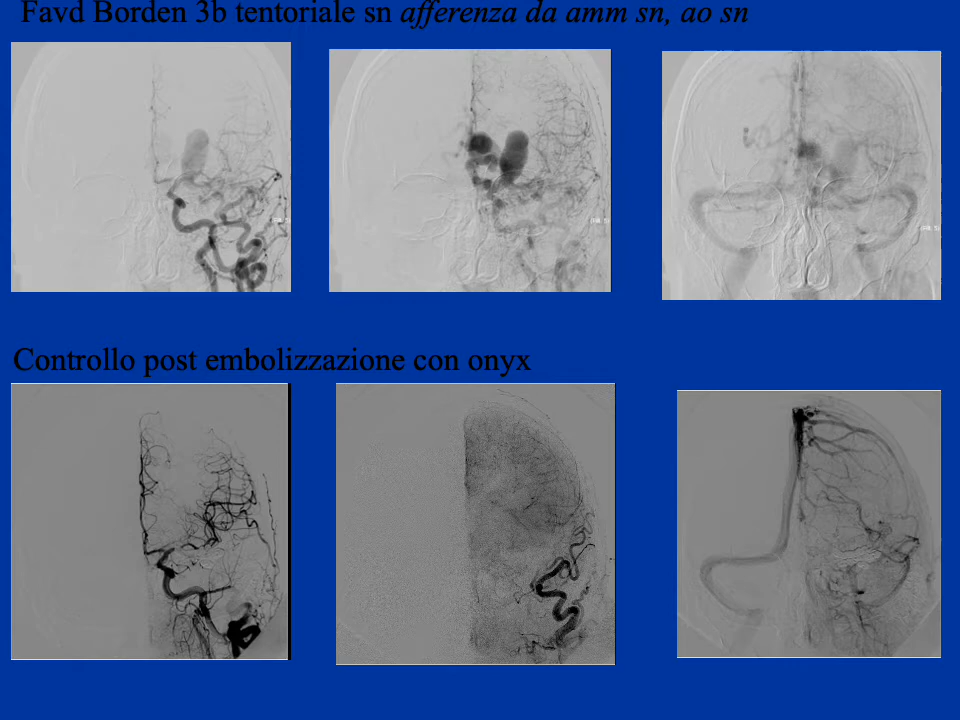 Favd Borden 3b tentoriale sn afferenza da amm sn, ao sn
Controllo post embolizzazione con onyx